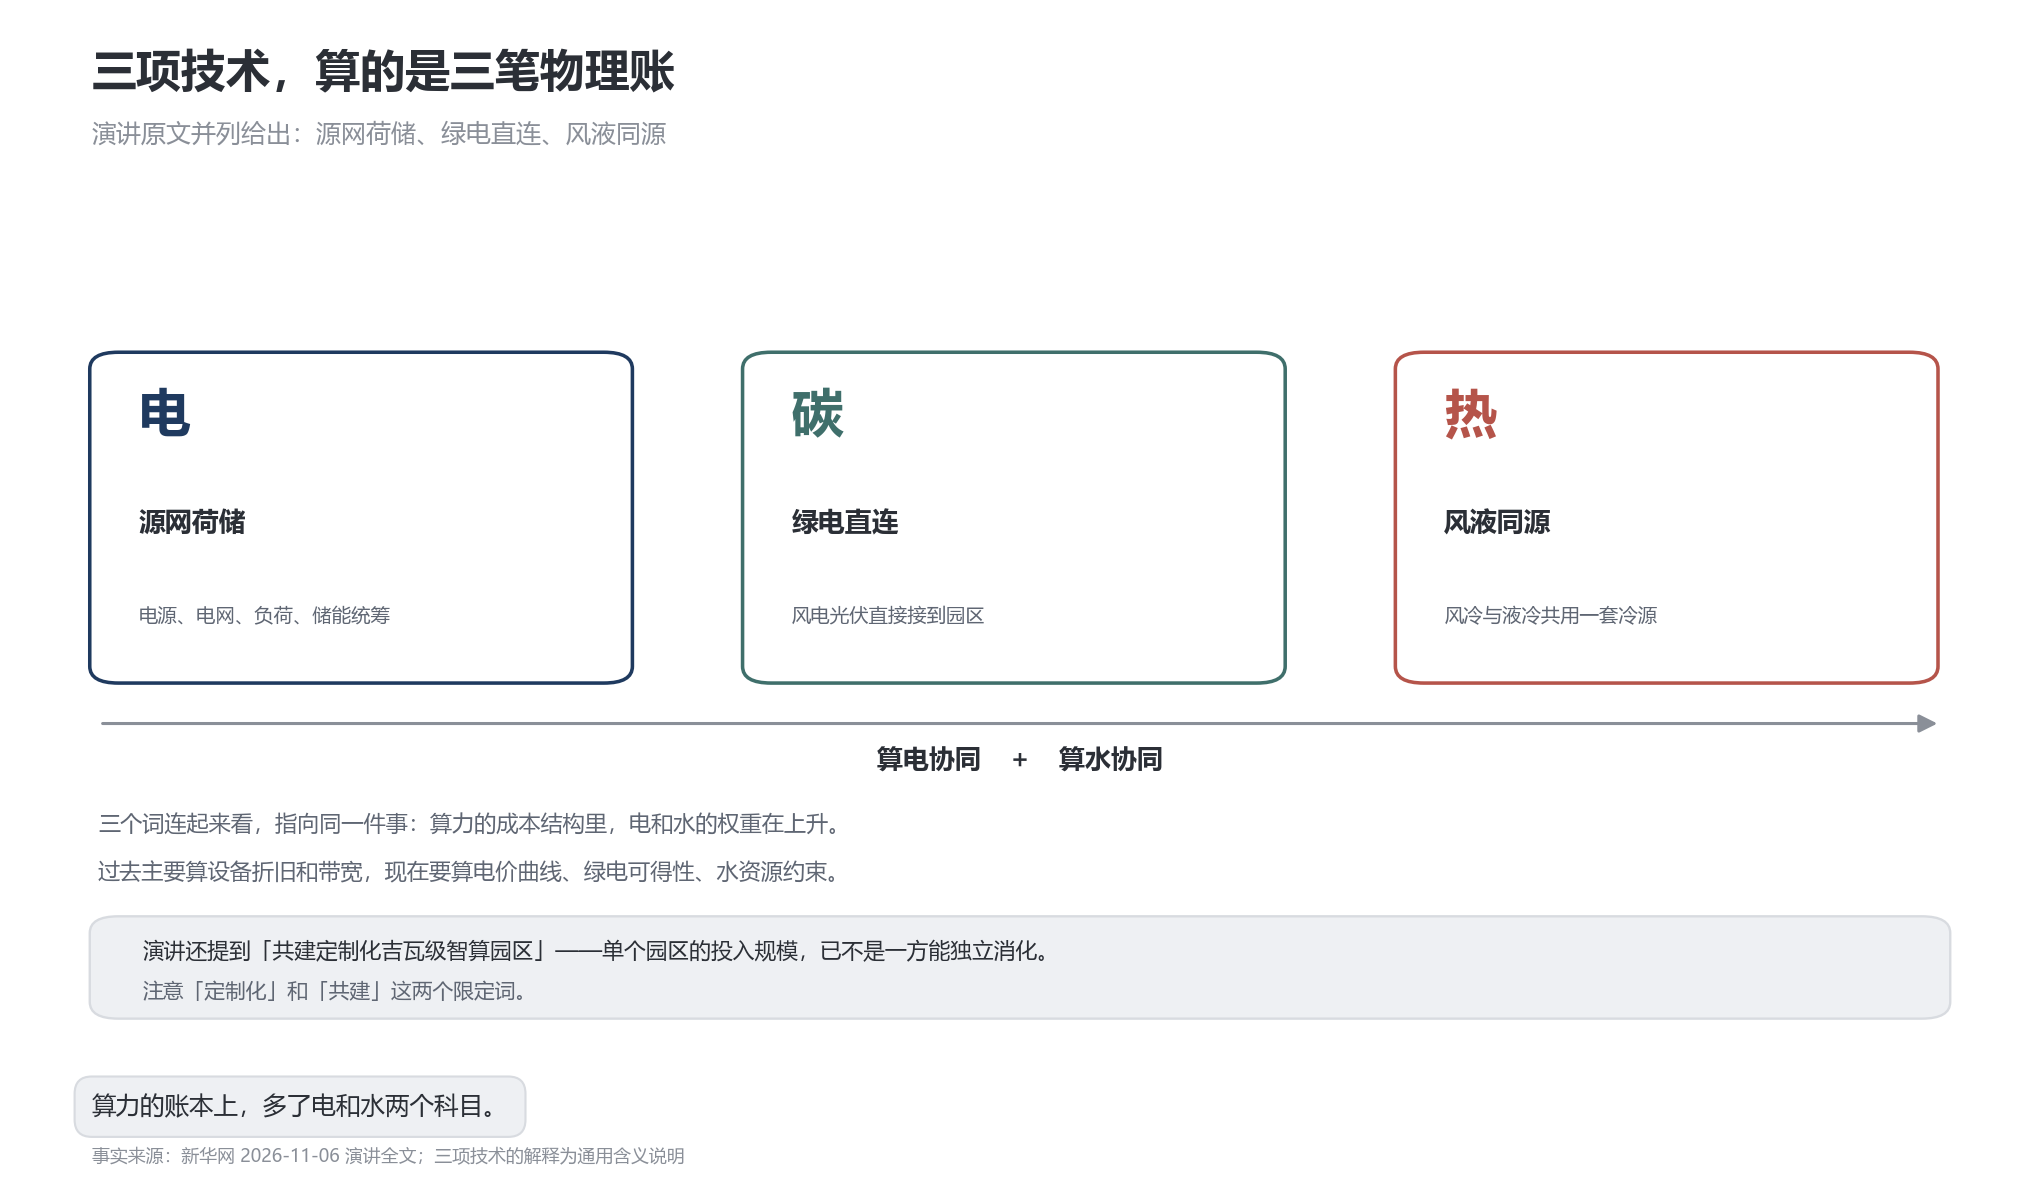 三项技术，算的是三笔物理账
演讲原文并列给出：源网荷储、绿电直连、风液同源
电
源网荷储
电源、电网、负荷、储能统筹
碳
绿电直连
风电光伏直接接到园区
热
风液同源
风冷与液冷共用一套冷源
算电协同 + 算水协同
三个词连起来看，指向同一件事：算力的成本结构里，电和水的权重在上升。
过去主要算设备折旧和带宽，现在要算电价曲线、绿电可得性、水资源约束。
演讲还提到「共建定制化吉瓦级智算园区」——单个园区的投入规模，已不是一方能独立消化。
注意「定制化」和「共建」这两个限定词。
算力的账本上，多了电和水两个科目。
事实来源：新华网 2026-11-06 演讲全文；三项技术的解释为通用含义说明